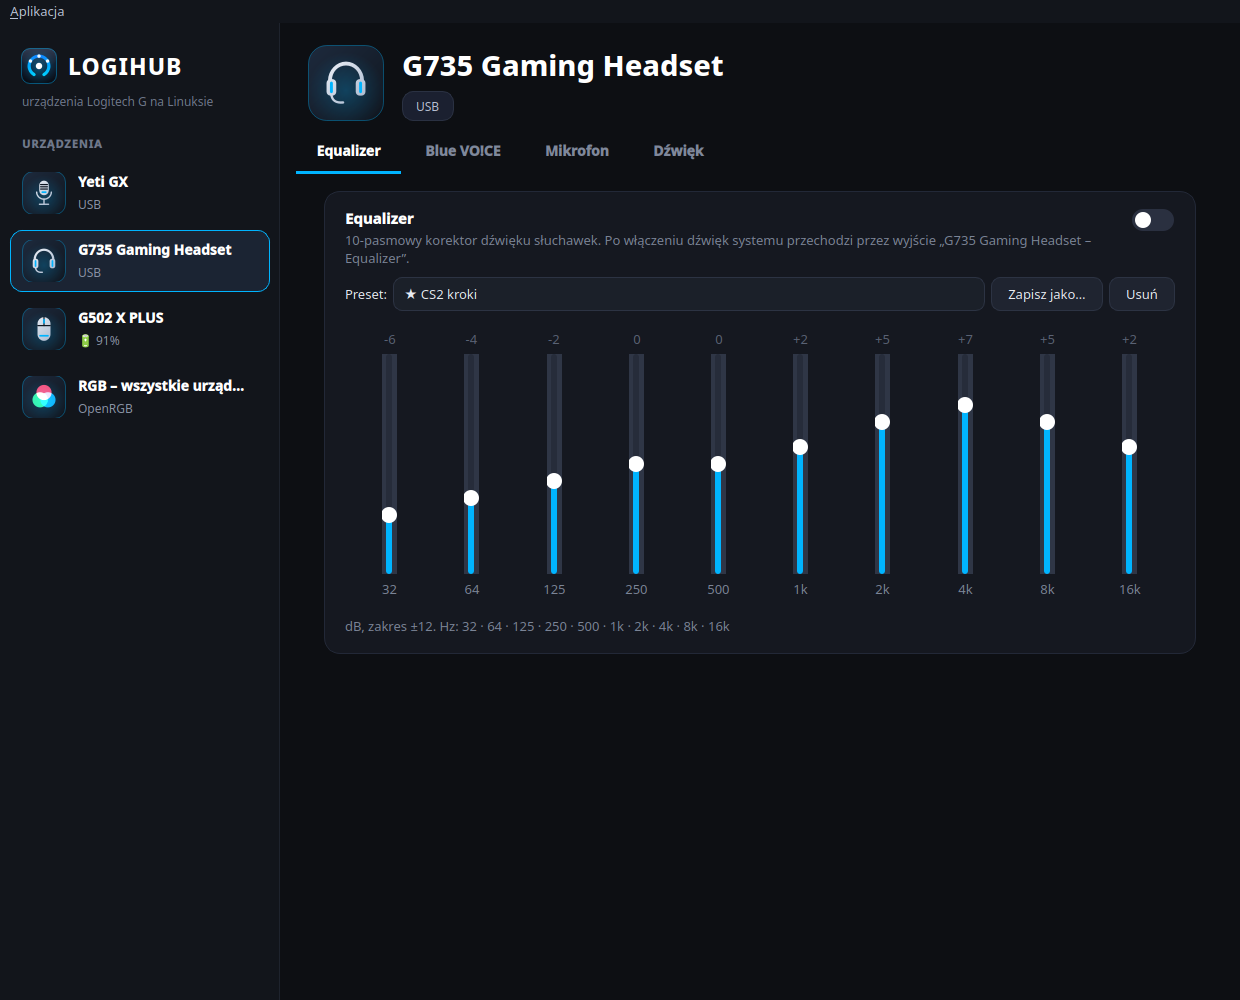 Aplikacja
LOGIHUB
urządzenia Logitech G na Linuksie
URZĄDZENIA
Yeti GX
USB
G735 Gaming Headset
USB
G502 X PLUS
91%
RGB – wszystkie urząd...
OpenRGB
G735 Gaming Headset
USB
Equalizer
Blue VO!CE
Mikrofon
Dźwięk
Equalizer
10-pasmowy korektor dźwięku słuchawek. Po włączeniu dźwięk systemu przechodzi przez wyjście „G735 Gaming Headset –
Equalizer”.
Preset: ★ CS2 kroki Zapisz jako... Usuń
-6 -4 -2 0 0 +2 +5 +7 +5 +2
32 64 125 250 500 1k 2k 4k 8k 16k
dB, zakres ±12. Hz: 32 · 64 · 125 · 250 · 500 · 1k · 2k · 4k · 8k · 16k